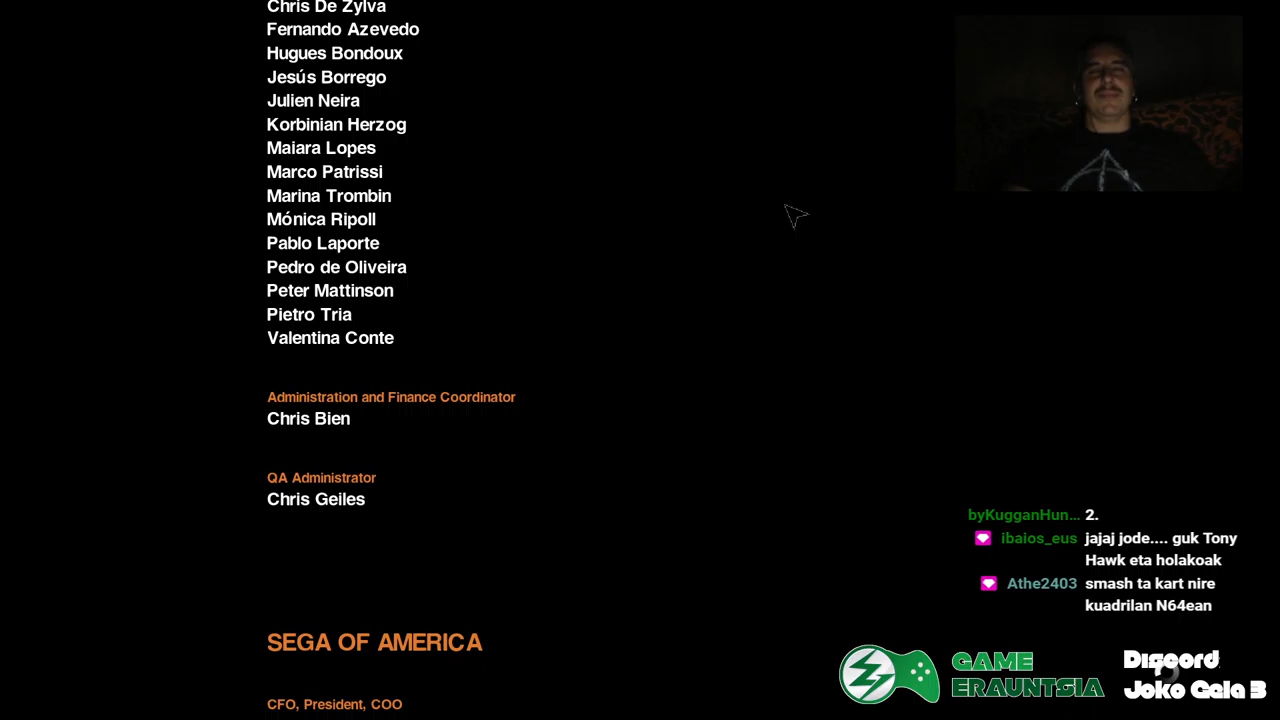 Chris De Zylva
Fernando Azevedo
Hugues Bondoux
Jesús Borrego
Julien Neira
Korbinian Herzog
Maiara Lopes
Marco Patrissi
Marina Trombin
Mónica Ripoll
Pablo Laporte
Pedro de Oliveira
Peter Mattinson
Pietro Tria
Valentina Conte
Administration and Finance Coordinator
Chris Bien
QA Administrator
Chris Geiles
SEGA OF AMERICA
CFO, President, COO
byKugganHun... 2.
ibaios_eus jajaj jode.... guk Tony
Hawk eta holakoak
Athe2403 smash ta kart nire
kuadrilan N64ean
GAME
ERAUNTSIA
Discord
Joko Gela 3